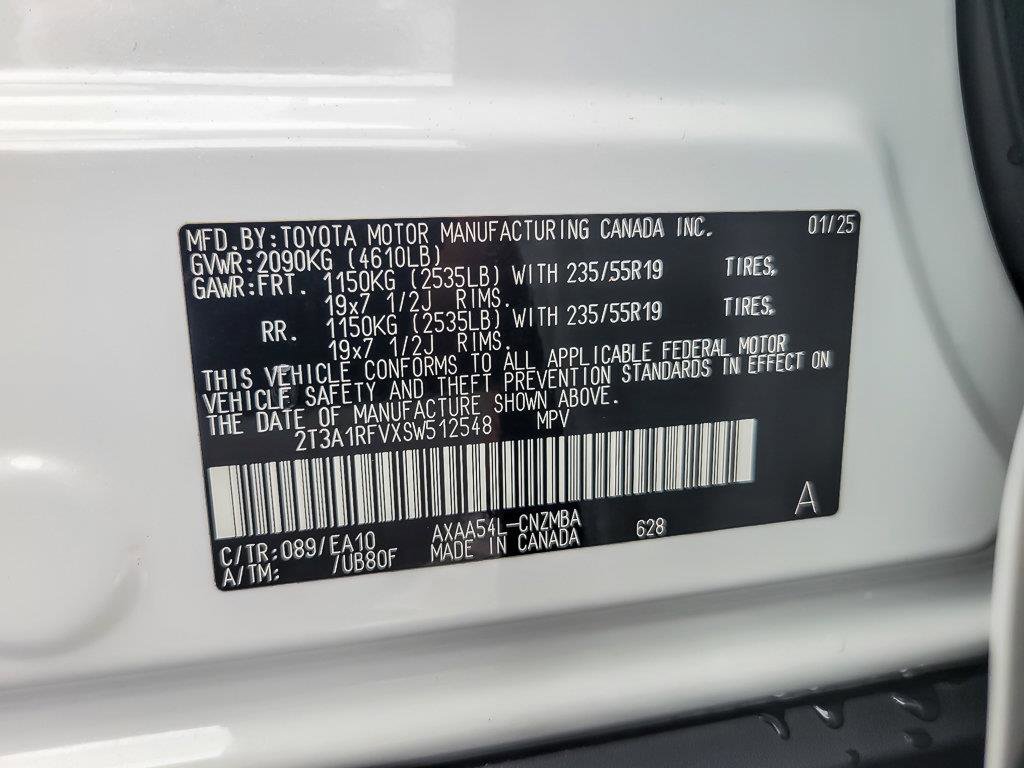 MFD.BY:TOYOTA MOTOR MANUFACTURING CANADA INC. 01/25
GVWR:2090KG (4610LB)
GAWR:FRT. 1150KG (2535LB) WITH 235/55R19 TIRES,
19x7 1/2J RIMS.
RR. 1150KG (2535LB) WITH 235/55R19 TIRES,
19x7 1/2J RIMS.
THIS VEHICLE CONFORMS TO ALL APPLICABLE FEDERAL MOTOR
VEHICLE SAFETY AND THEFT PREVENTION STANDARDS IN EFFECT ON
THE DATE OF MANUFACTURE SHOWN ABOVE.
2T3A1RFVXSW512548 MPV
A
C/TR:089/EA10 AXAA54L-CNZMBA 628
A/TM: /UB80F MADE IN CANADA